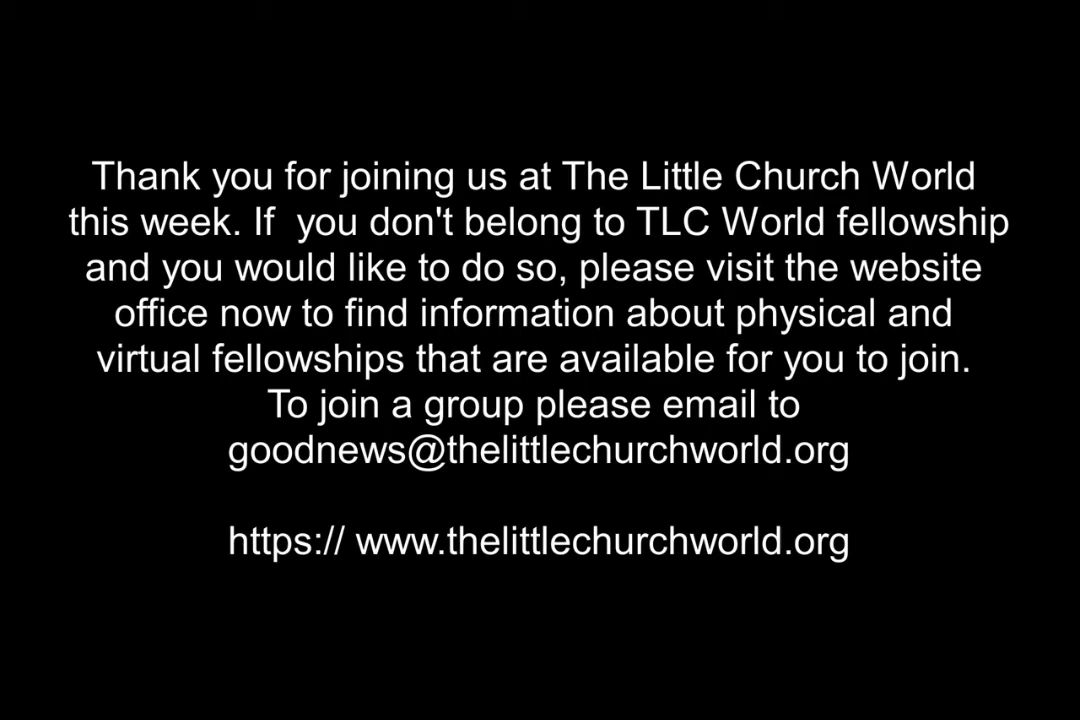 Thank you for joining us at The Little Church World
this week. If  you don't belong to TLC World fellowship
and you would like to do so, please visit the website
office now to find information about physical and
virtual fellowships that are available for you to join.
To join a group please email to
goodnews@thelittlechurchworld.org
https:// www.thelittlechurchworld.org